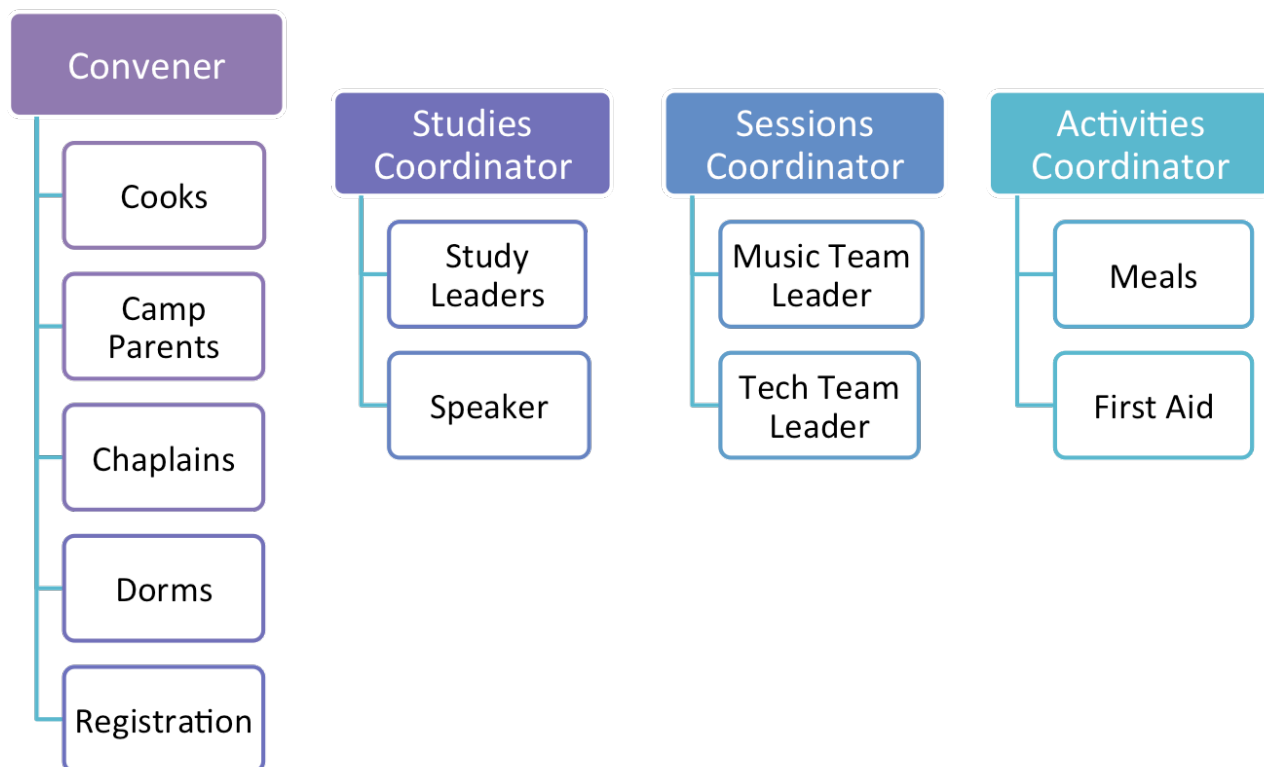 Convener
Cooks
Camp
Parents
Chaplains
Dorms
Registration
Studies
Coordinator
Study
Leaders
Speaker
Sessions
Coordinator
Music Team
Leader
Tech Team
Leader
Activities
Coordinator
Meals
First Aid